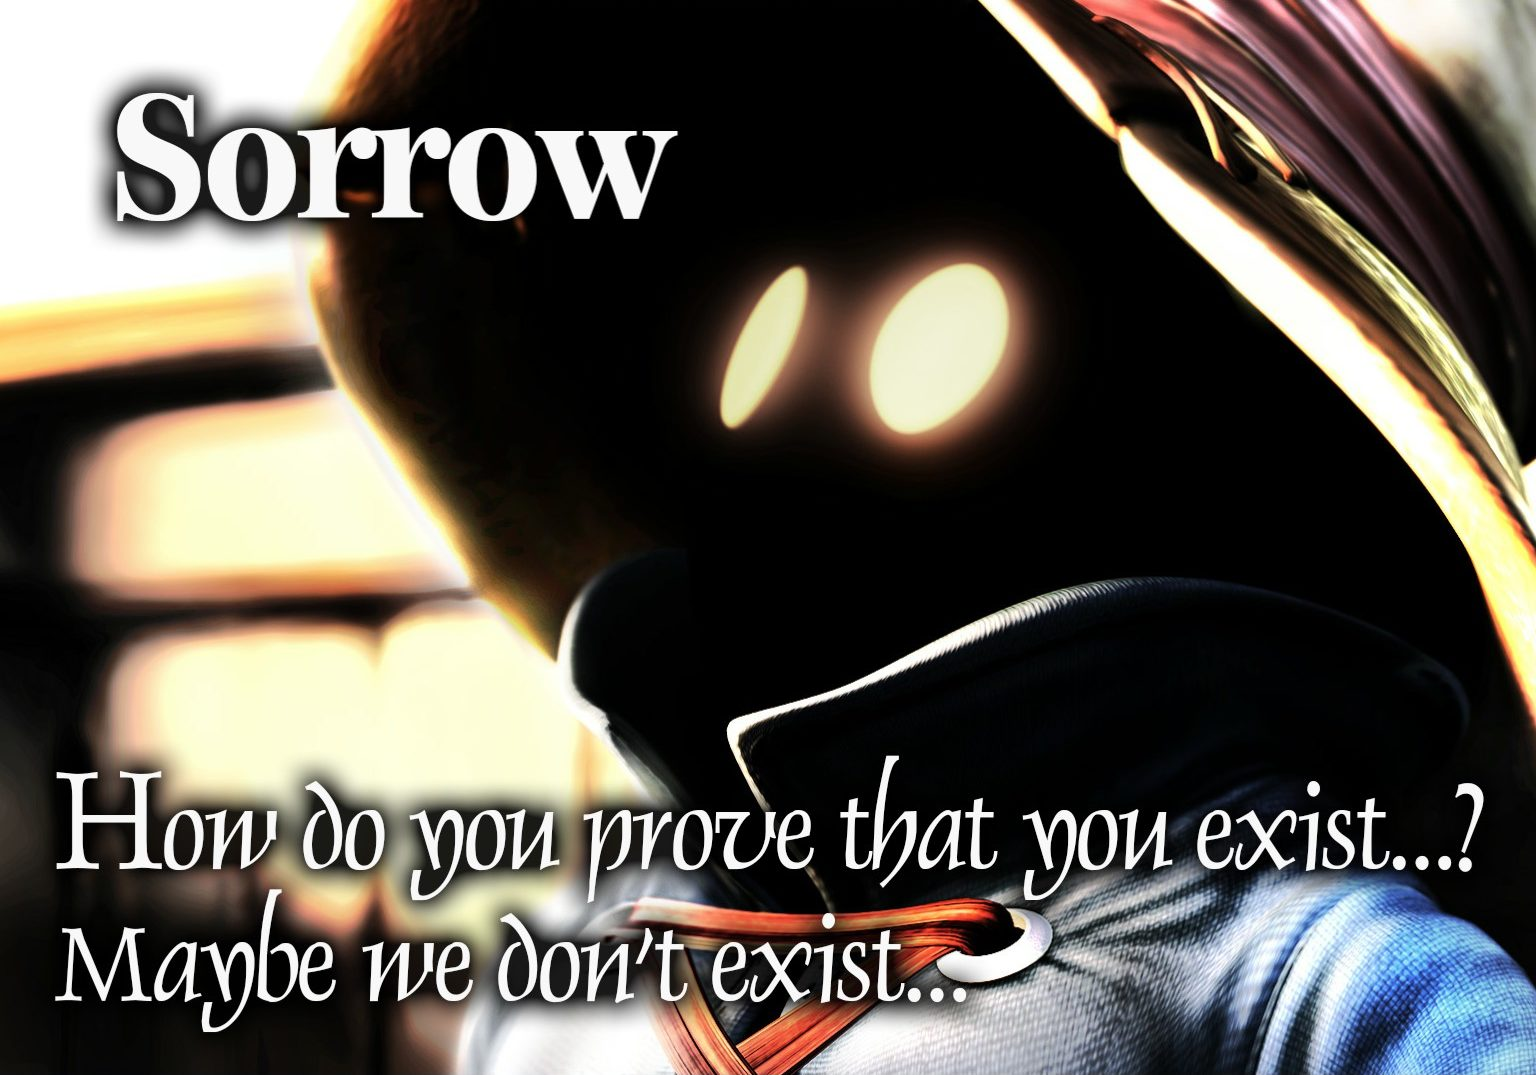 Sorrow
How do you prove that you exist...?
Maybe we don't exist...